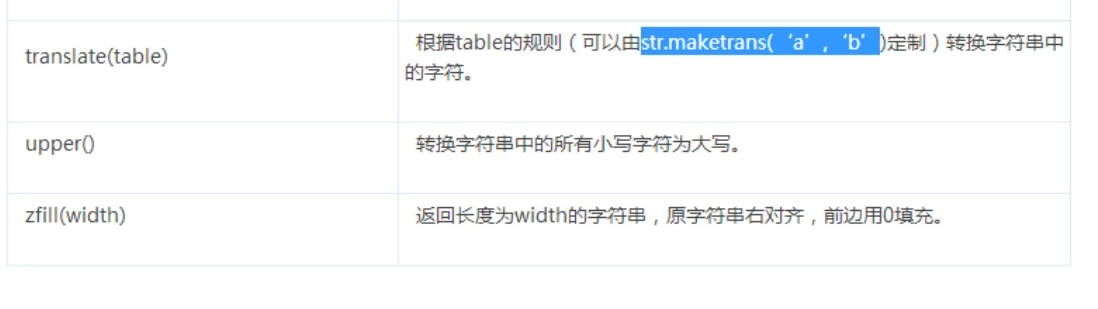 translate(table)
根据table的规则（可以由str.maketrans(‘a’,‘b’)定制）转换字符串中
的字符。
upper()
转换字符串中的所有小写字符为大写。
zfill(width)
返回长度为width的字符串，原字符串右对齐，前边用0填充。